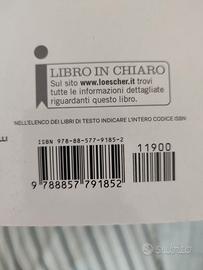 LIBRO IN CHIARO
Sul sito www.loescher.it trovi
tutte le informazioni dettagliate
riguardanti questo libro.
NELL'ELENCO DEI LIBRI DI TESTO INDICARE L'INTERO CODICE ISBN
ISBN 978-88-577-9185-2
11900
9 788857 791852
Subito